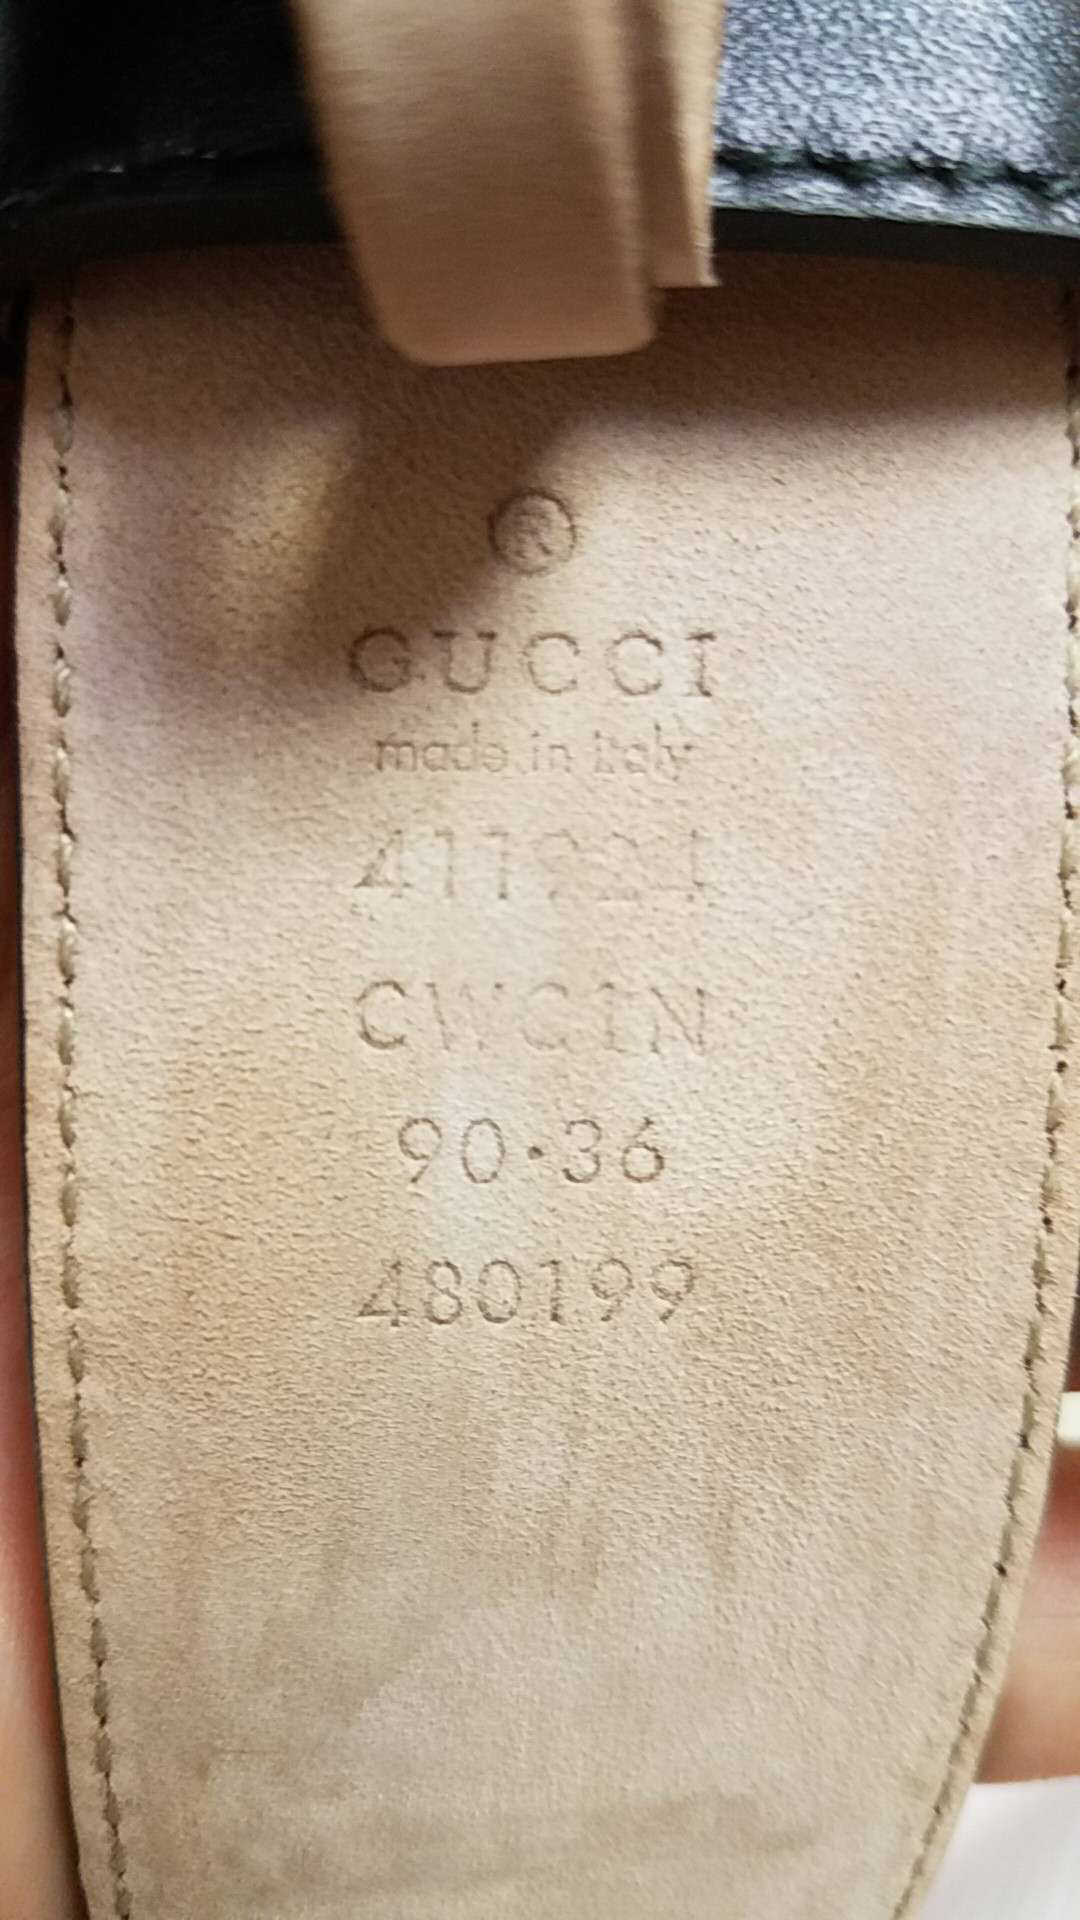 ®
GUCCI
made in italy
411924
CWC1N
90·36
480199